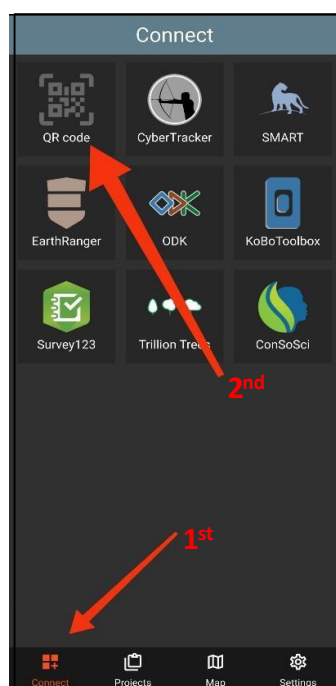 Connect
QR code CyberTracker SMART
EarthRanger ODK KoBoToolbox
Survey123 Trillion Trees ConSoSci
2nd
1st
Connect Projects Map Settings